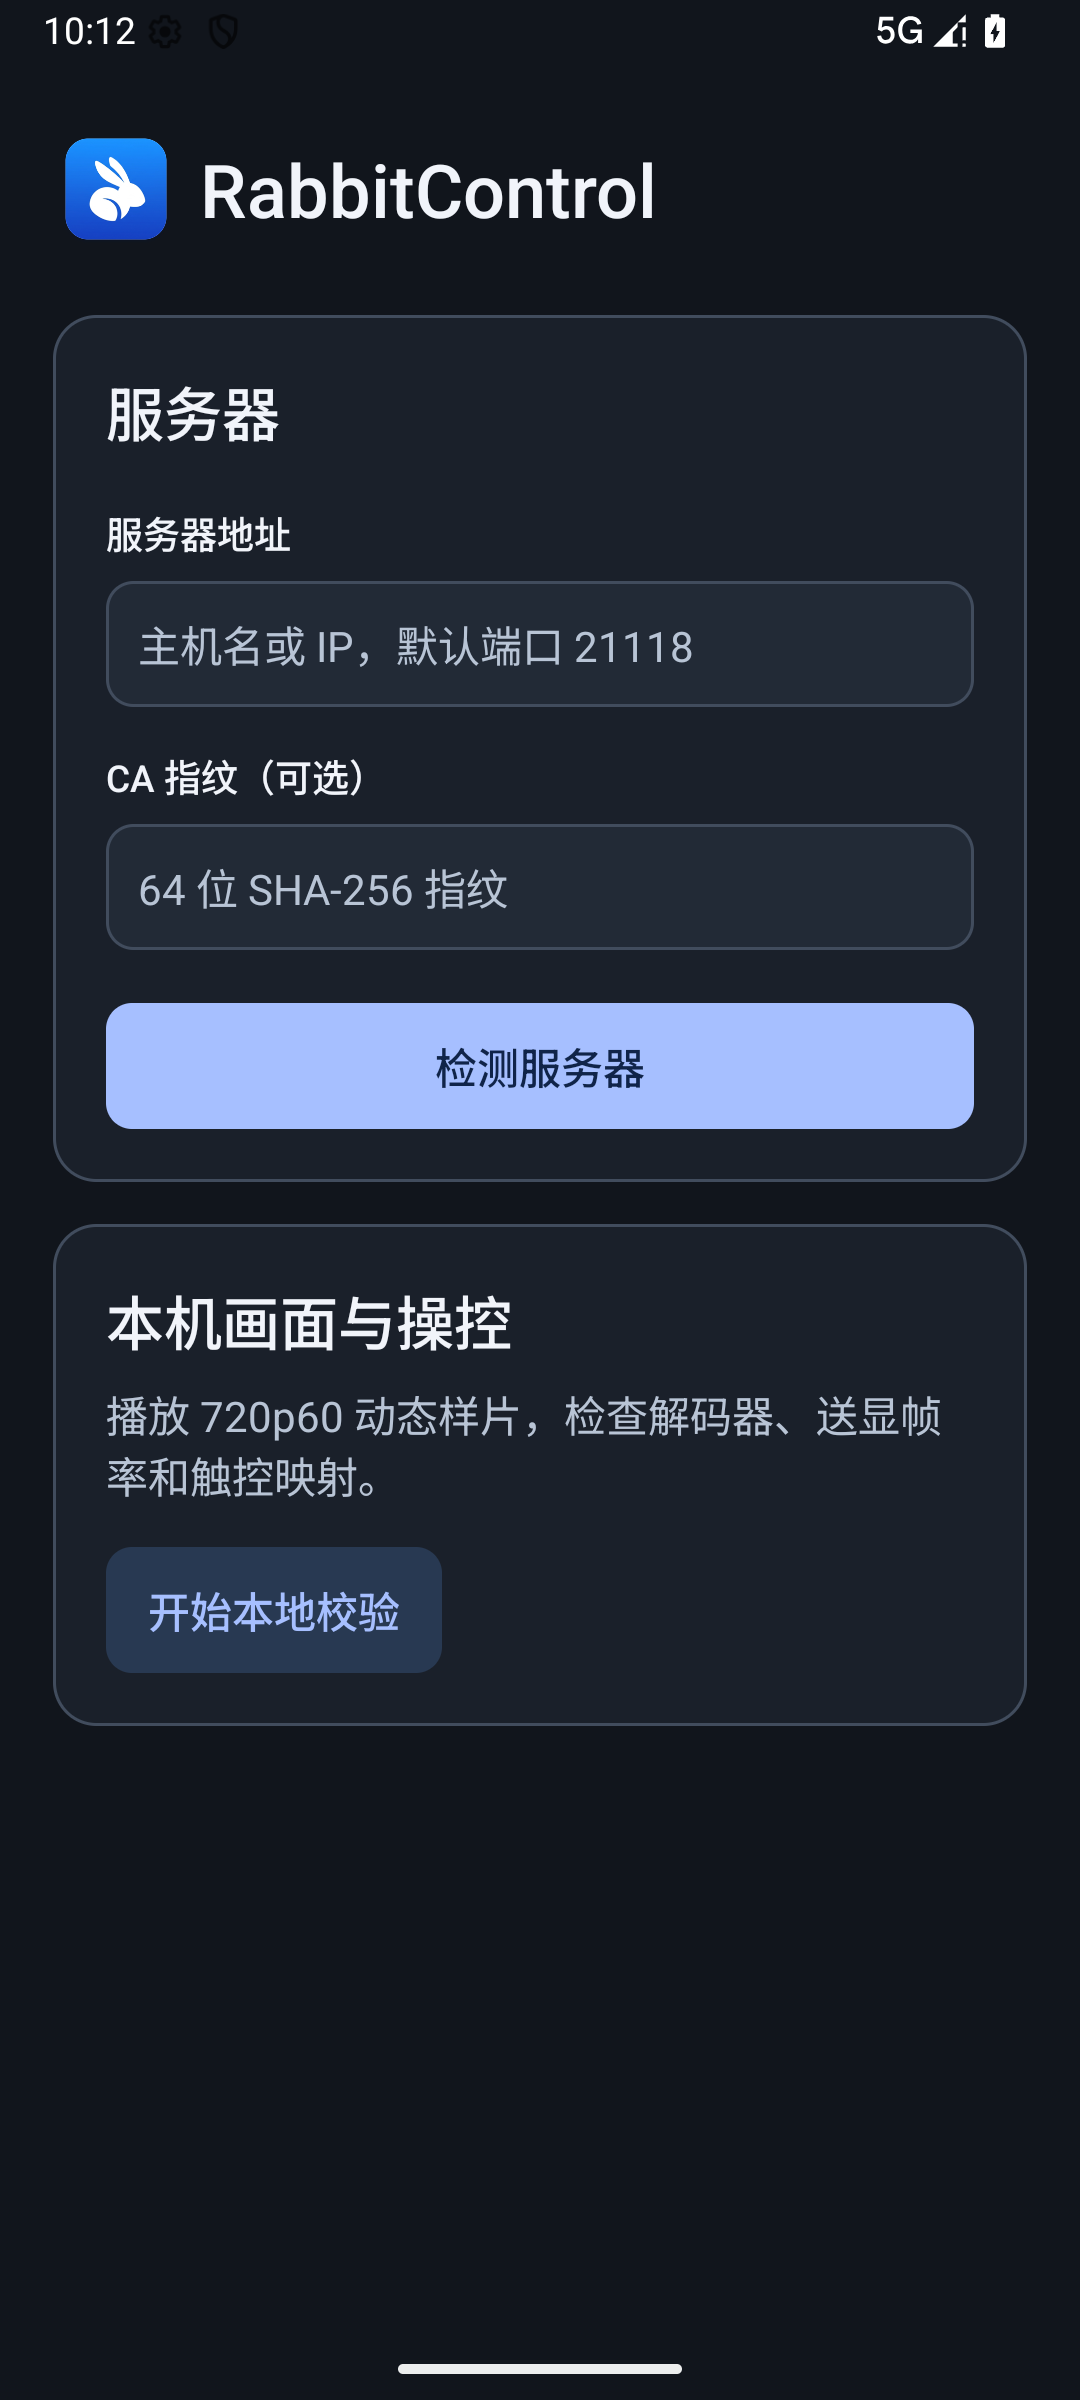 10:12
5G
RabbitControl
服务器
服务器地址
主机名或 IP，默认端口 21118
CA 指纹（可选）
64 位 SHA-256 指纹
检测服务器
本机画面与操控
播放 720p60 动态样片，检查解码器、送显帧
率和触控映射。
开始本地校验